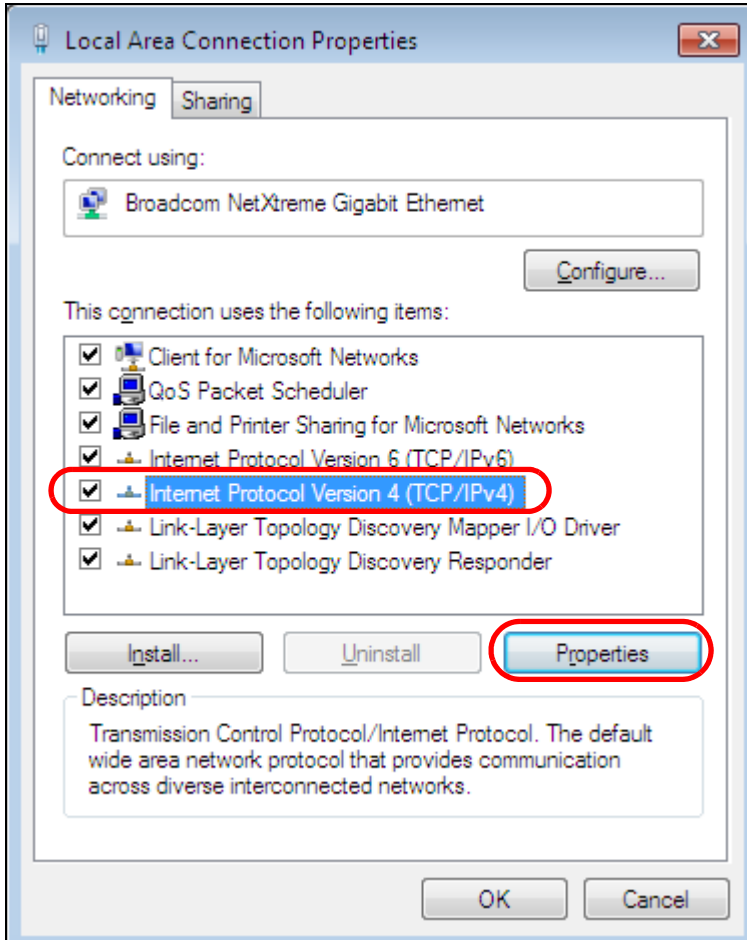 Local Area Connection Properties
Networking
Sharing
Connect using:
Broadcom NetXtreme Gigabit Ethernet
Configure...
This connection uses the following items:
Client for Microsoft Networks
QoS Packet Scheduler
File and Printer Sharing for Microsoft Networks
Internet Protocol Version 6 (TCP/IPv6)
Internet Protocol Version 4 (TCP/IPv4)
Link-Layer Topology Discovery Mapper I/O Driver
Link-Layer Topology Discovery Responder
Install...
Uninstall
Properties
Description
Transmission Control Protocol/Internet Protocol. The default
wide area network protocol that provides communication
across diverse interconnected networks.
OK
Cancel